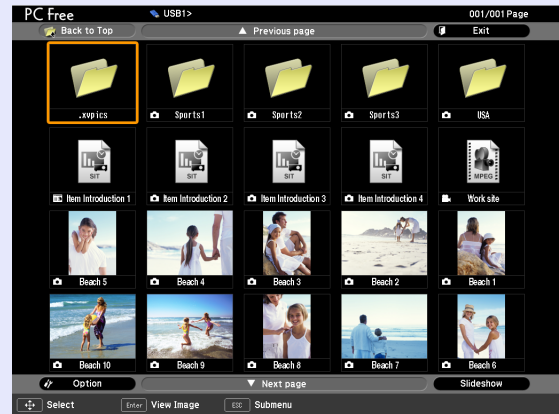 PC Free USB1> 001/001 Page
Back to Top Previous page Exit
.xvpics Sports1 Sports2 Sports3 USA
SIT SIT SIT SIT MPEG
Item Introduction 1 Item Introduction 2 Item Introduction 3 Item Introduction 4 Work site
Beach 5 Beach 4 Beach 3 Beach 2 Beach 1
Beach 10 Beach 9 Beach 8 Beach 7 Beach 6
Option Next page Slideshow
Select Enter View Image ESC Submenu